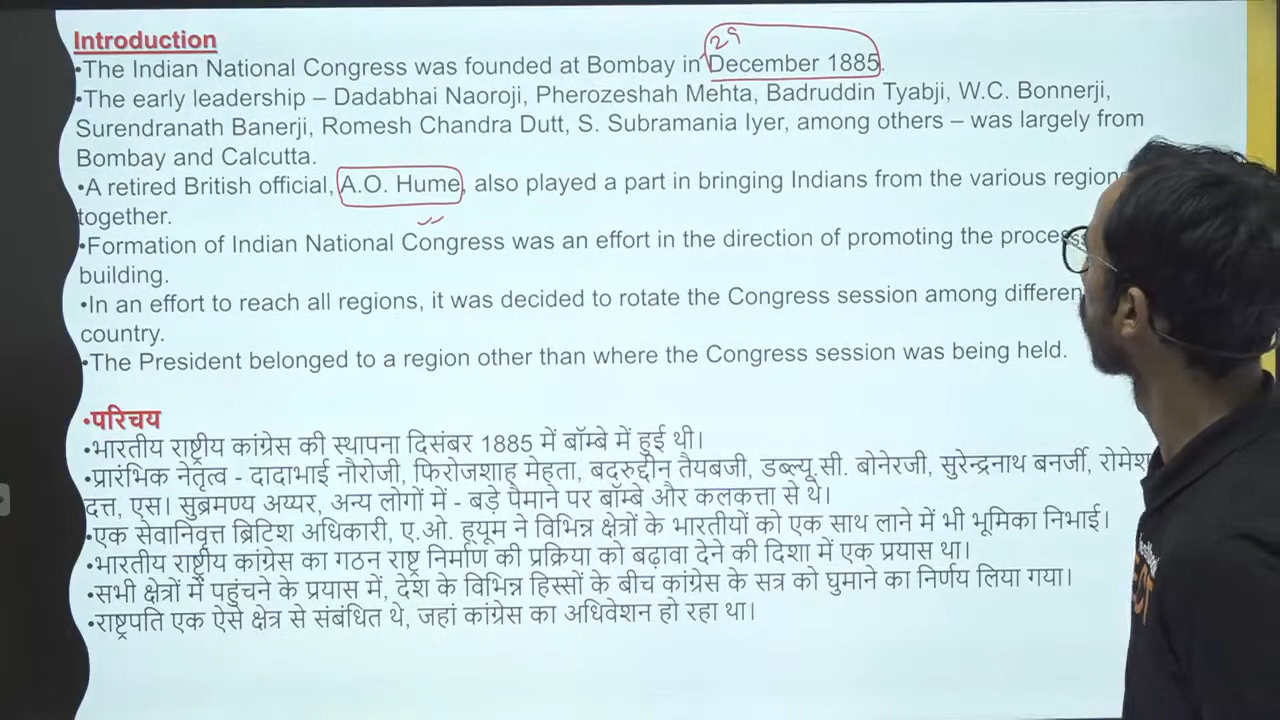 Introduction
29
•The Indian National Congress was founded at Bombay in December 1885.
•The early leadership – Dadabhai Naoroji, Pherozeshah Mehta, Badruddin Tyabji, W.C. Bonnerji,
Surendranath Banerji, Romesh Chandra Dutt, S. Subramania Iyer, among others – was largely from
Bombay and Calcutta.
•A retired British official, A.O. Hume, also played a part in bringing Indians from the various region
together.
•Formation of Indian National Congress was an effort in the direction of promoting the process
building.
•In an effort to reach all regions, it was decided to rotate the Congress session among differen
country.
•The President belonged to a region other than where the Congress session was being held.
•परिचय
•भारतीय राष्ट्रीय कांग्रेस की स्थापना दिसंबर 1885 में बॉम्बे में हुई थी।
•प्रारंभिक नेतृत्व - दादाभाई नौरोजी, फिरोजशाह मेहता, बदरुद्दीन तैयबजी, डब्ल्यू.सी. बोनेरजी, सुरेन्द्रनाथ बनर्जी, रोमेश
दत्त, एस। सुब्रमण्य अय्यर, अन्य लोगों में - बड़े पैमाने पर बॉम्बे और कलकत्ता से थे।
•एक सेवानिवृत्त ब्रिटिश अधिकारी, ए.ओ. ह्यूम ने विभिन्न क्षेत्रों के भारतीयों को एक साथ लाने में भी भूमिका निभाई।
•भारतीय राष्ट्रीय कांग्रेस का गठन राष्ट्र निर्माण की प्रक्रिया को बढ़ावा देने की दिशा में एक प्रयास था।
•सभी क्षेत्रों में पहुंचने के प्रयास में, देश के विभिन्न हिस्सों के बीच कांग्रेस के सत्र को घुमाने का निर्णय लिया गया।
•राष्ट्रपति एक ऐसे क्षेत्र से संबंधित थे, जहां कांग्रेस का अधिवेशन हो रहा था।